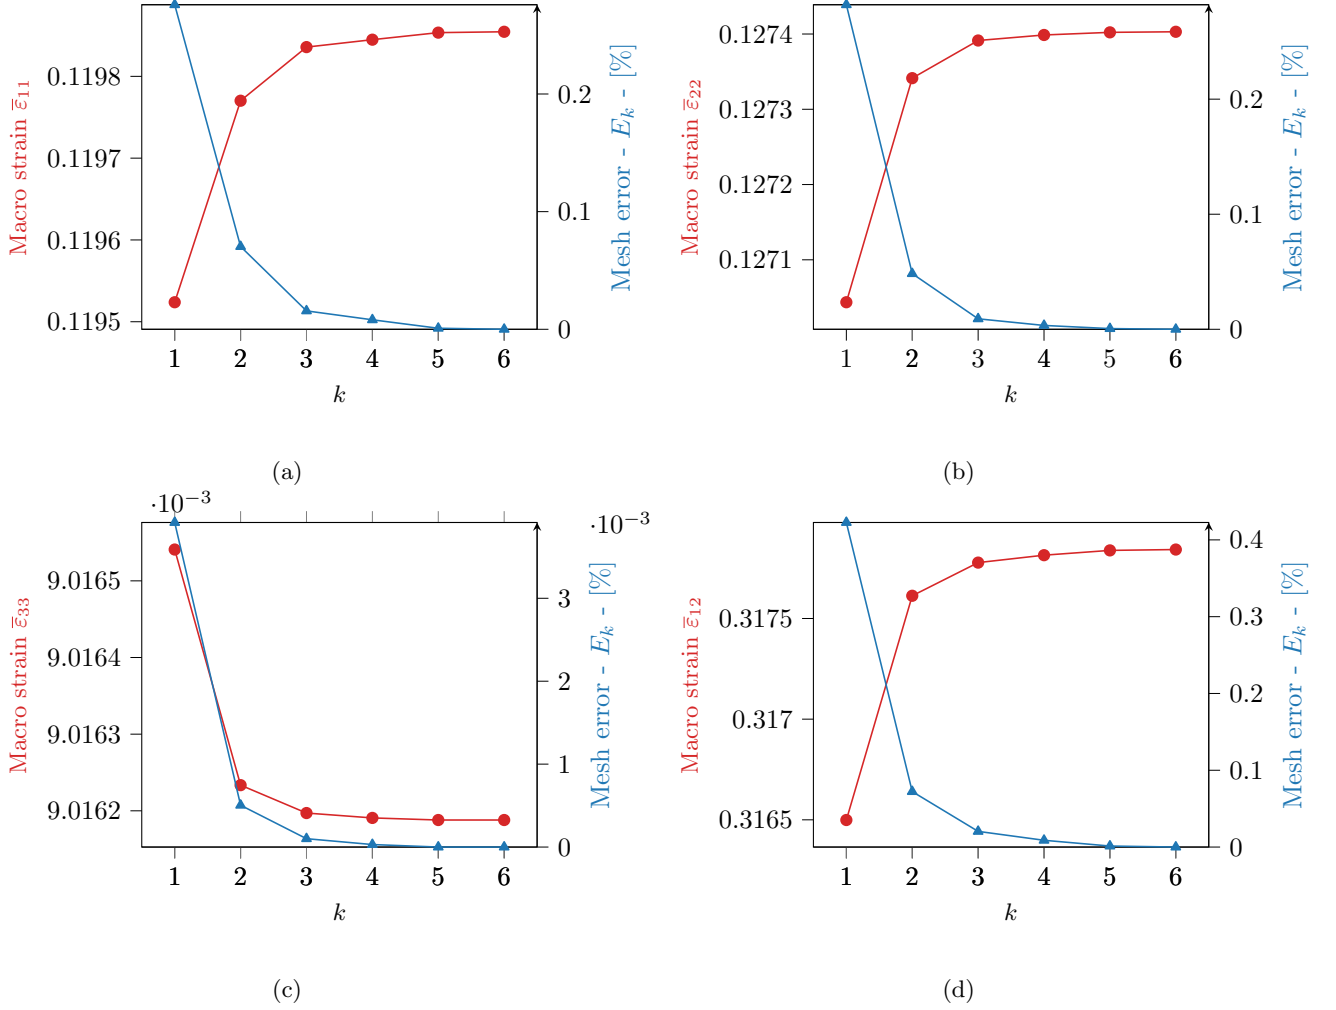 0.1198
0.1197
0.1196
0.1195
Macro strain ε̅₁₁
0.2
0.1
0
Mesh error - Eₖ - [%]
1 2 3 4 5 6
k
(a)
0.1274
0.1273
0.1272
0.1271
Macro strain ε̅₂₂
0.2
0.1
0
Mesh error - Eₖ - [%]
1 2 3 4 5 6
k
(b)
·10⁻³
9.0165
9.0164
9.0163
9.0162
Macro strain ε̅₃₃
·10⁻³
3
2
1
0
Mesh error - Eₖ - [%]
1 2 3 4 5 6
k
(c)
0.3175
0.317
0.3165
Macro strain ε̅₁₂
0.4
0.3
0.2
0.1
0
Mesh error - Eₖ - [%]
1 2 3 4 5 6
k
(d)